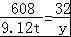 608/9.12t = 32/y